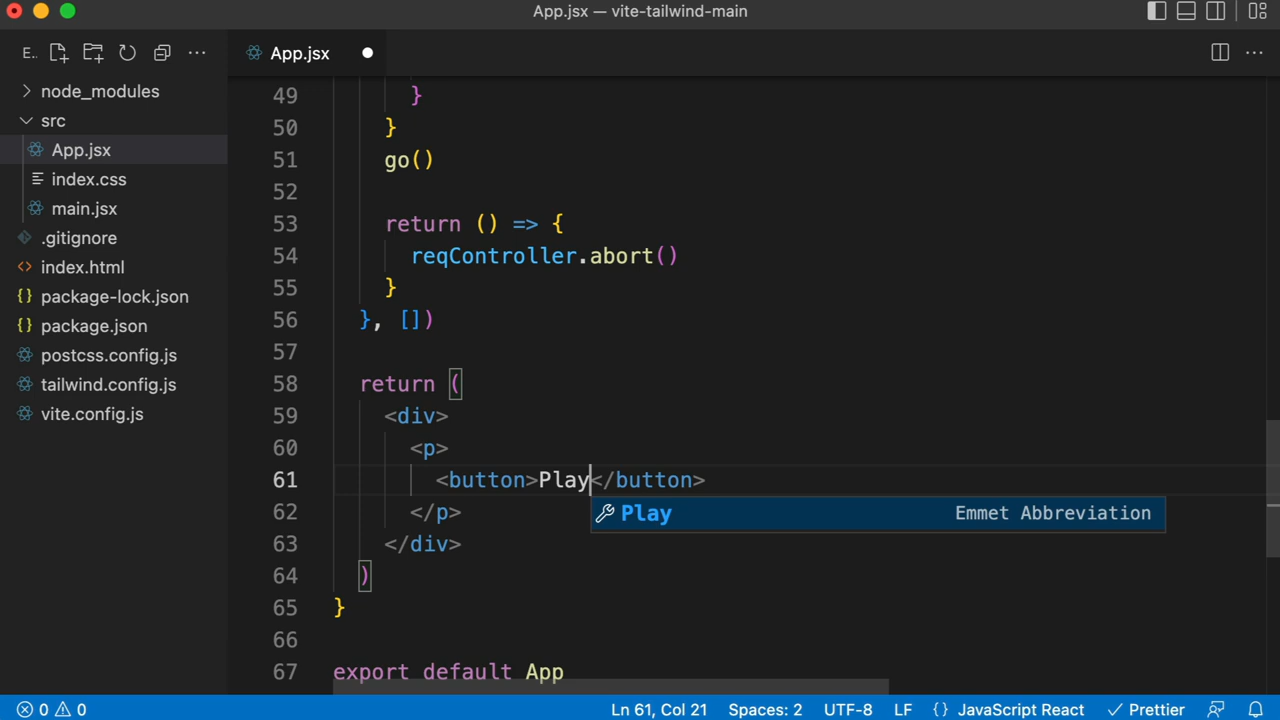 App.jsx — vite-tailwind-main
E..
App.jsx
node_modules
src
App.jsx
index.css
main.jsx
.gitignore
index.html
package-lock.json
package.json
postcss.config.js
tailwind.config.js
vite.config.js
49 }
50 }
51 go()
52
53 return () => {
54 reqController.abort()
55 }
56 }, [])
57
58 return (
59 <div>
60 <p>
61 <button>Play</button>
Play Emmet Abbreviation
62 </p>
63 </div>
64 )
65 }
66
67 export default App
0 0 Ln 61, Col 21 Spaces: 2 UTF-8 LF {} JavaScript React Prettier